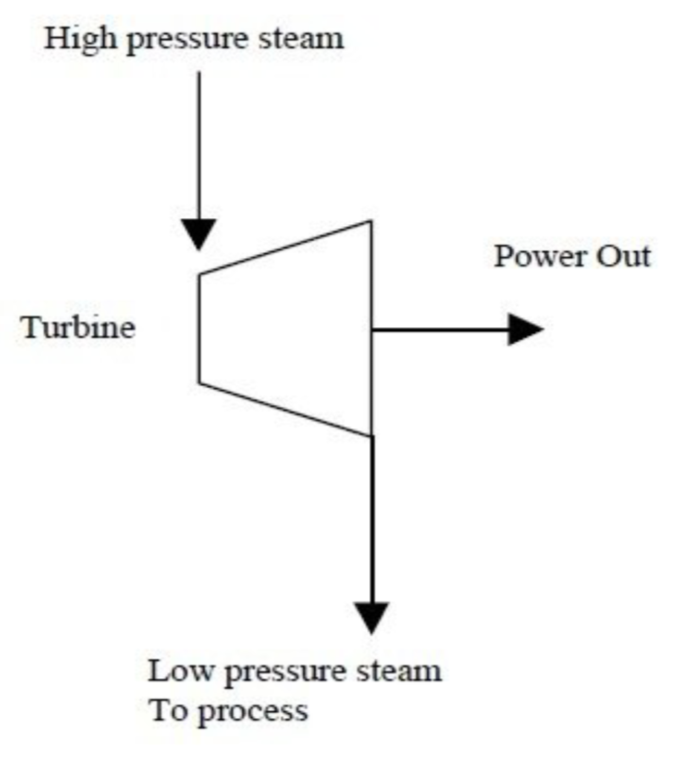 High pressure steam
Power Out
Turbine
Low pressure steam
To process